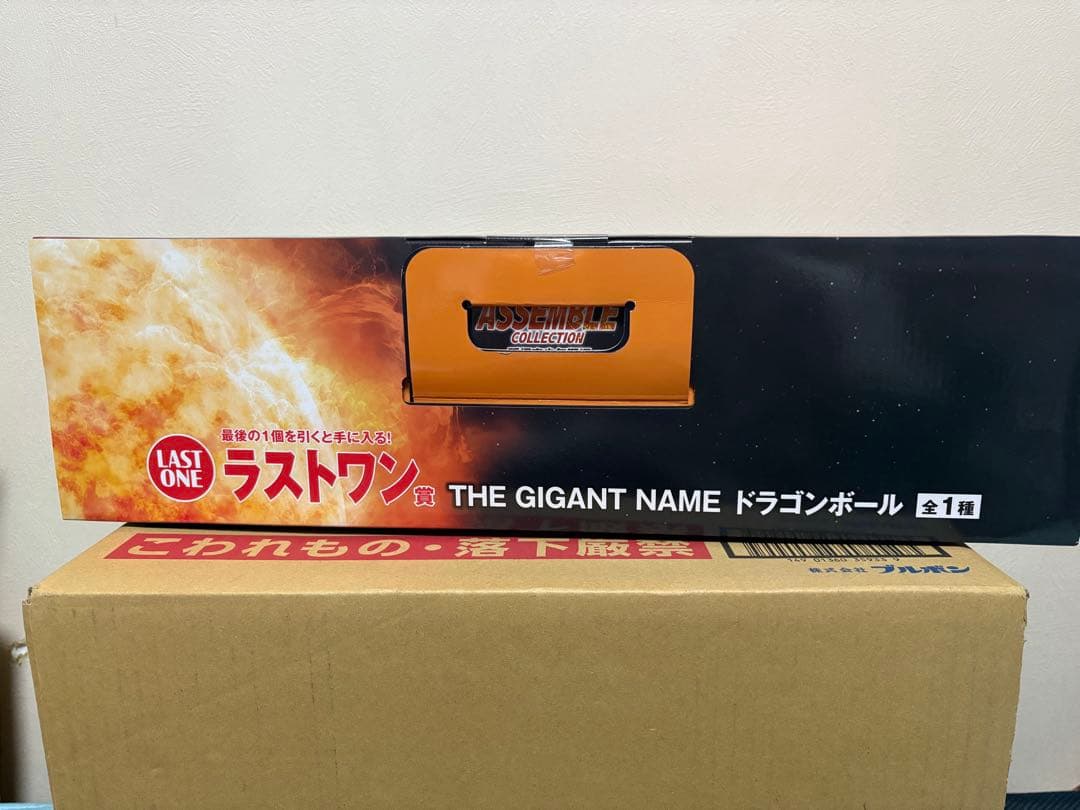 ASSEMBLE
COLLECTION
最後の1個を引くと手に入る!
LAST
ONE
ラストワン賞
THE GIGANT NAME ドラゴンボール 全1種
こわれもの・落下厳禁
株式会社 ブルボン